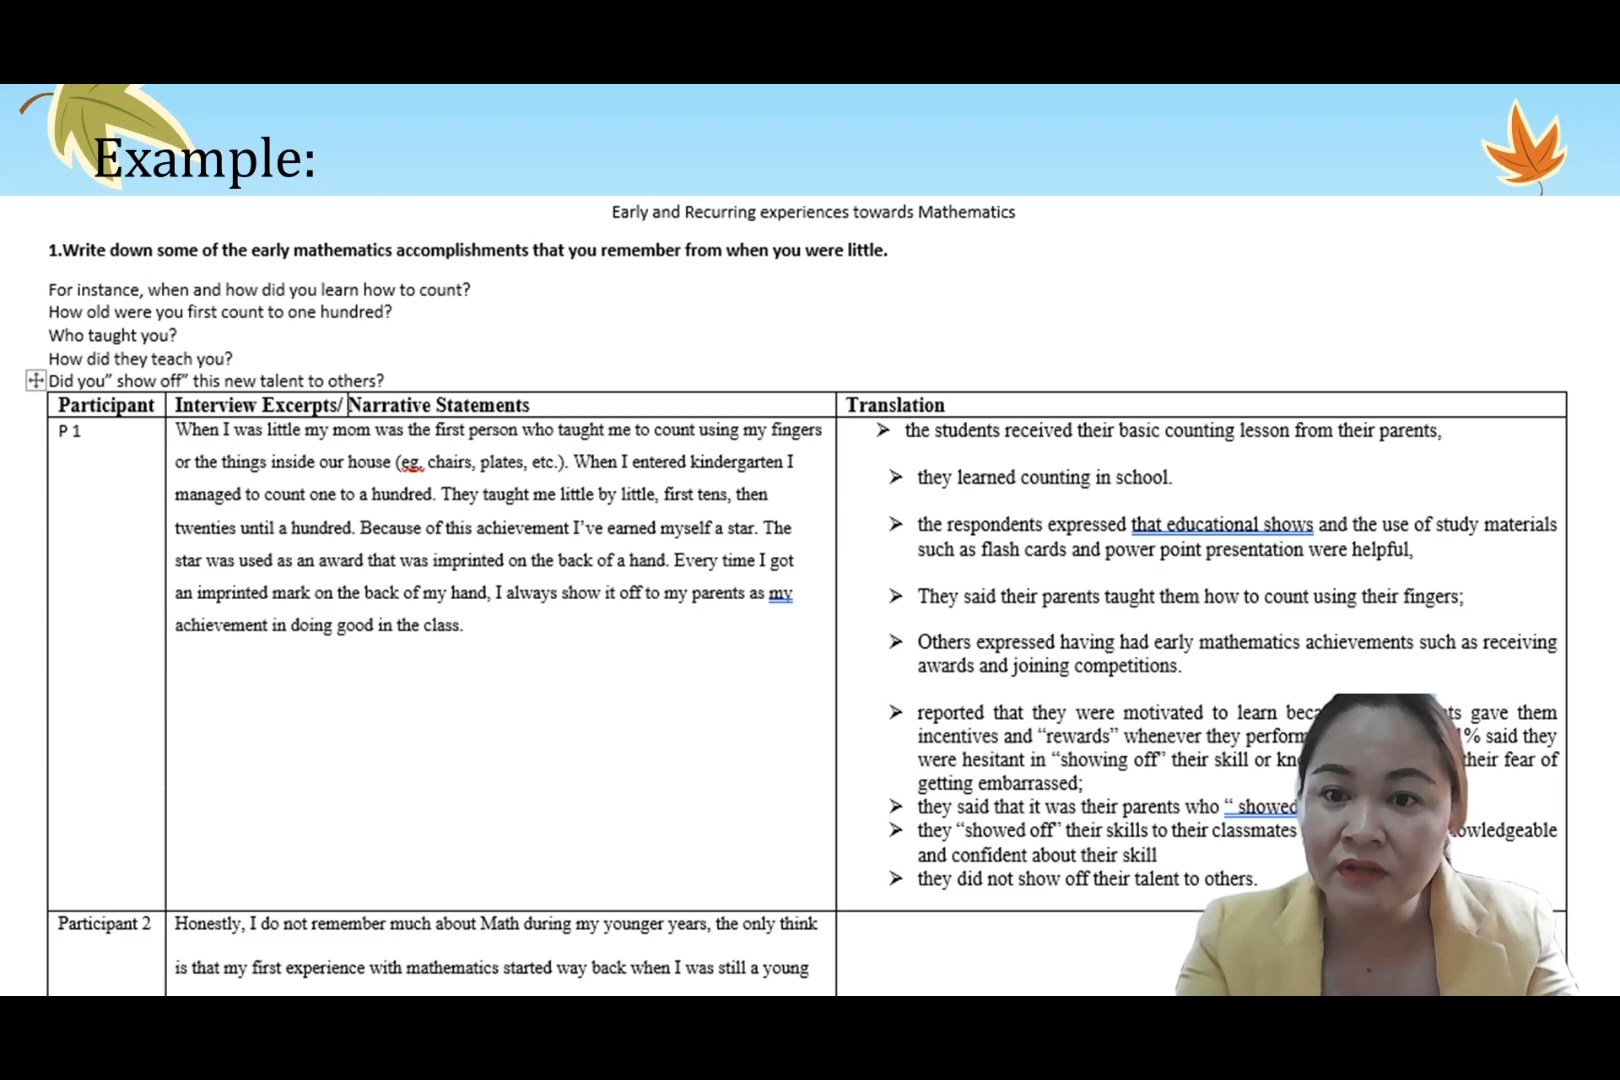 Example:
Early and Recurring experiences towards Mathematics
1.Write down some of the early mathematics accomplishments that you remember from when you were little.
For instance, when and how did you learn how to count?
How old were you first count to one hundred?
Who taught you?
How did they teach you?
Did you” show off” this new talent to others?
Participant
Interview Excerpts/ Narrative Statements
Translation
P 1
When I was little my mom was the first person who taught me to count using my fingers
or the things inside our house (eg. chairs, plates, etc.). When I entered kindergarten I
managed to count one to a hundred. They taught me little by little, first tens, then
twenties until a hundred. Because of this achievement I’ve earned myself a star. The
star was used as an award that was imprinted on the back of a hand. Every time I got
an imprinted mark on the back of my hand, I always show it off to my parents as my
achievement in doing good in the class.
➢ the students received their basic counting lesson from their parents,
➢ they learned counting in school.
➢ the respondents expressed that educational shows and the use of study materials
such as flash cards and power point presentation were helpful,
➢ They said their parents taught them how to count using their fingers;
➢ Others expressed having had early mathematics achievements such as receiving
awards and joining competitions.
➢ reported that they were motivated to learn gave them
incentives and “rewards” whenever they % said they
were hesitant in “showing off” their skill or their fear of
getting embarrassed;
➢ they said that it was their parents who “ showed
➢ they “showed off” their skills to their classmates
and confident about their skill
➢ they did not show off their talent to others.
Participant 2
Honestly, I do not remember much about Math during my younger years, the only think
is that my first experience with mathematics started way back when I was still a young